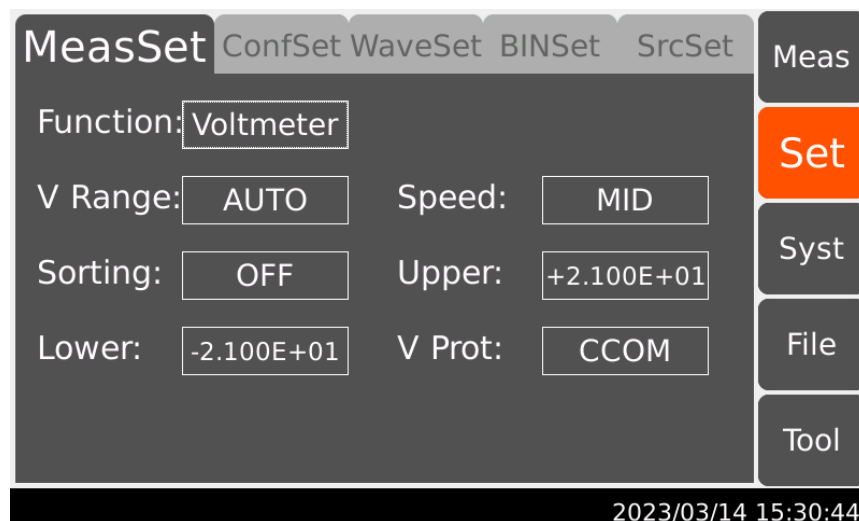 MeasSet ConfSet WaveSet BINSet SrcSet
Function: Voltmeter
V Range: AUTO Speed: MID
Sorting: OFF Upper: +2.100E+01
Lower: -2.100E+01 V Prot: CCOM
Meas
Set
Syst
File
Tool
2023/03/14 15:30:44